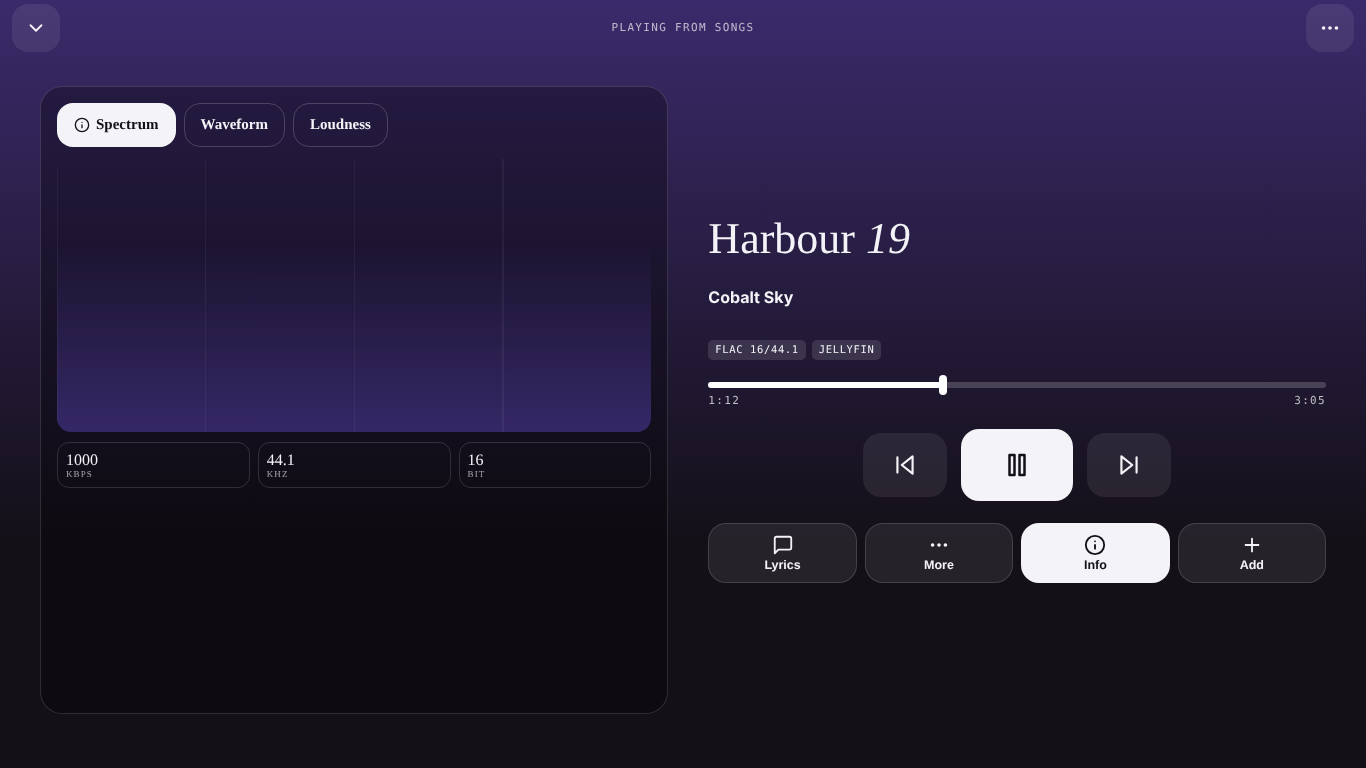 PLAYING FROM SONGS
Spectrum
Waveform
Loudness
1000
KBPS
44.1
KHZ
16
BIT
Harbour 19
Cobalt Sky
FLAC 16/44.1
JELLYFIN
1:12
3:05
Lyrics
More
Info
Add